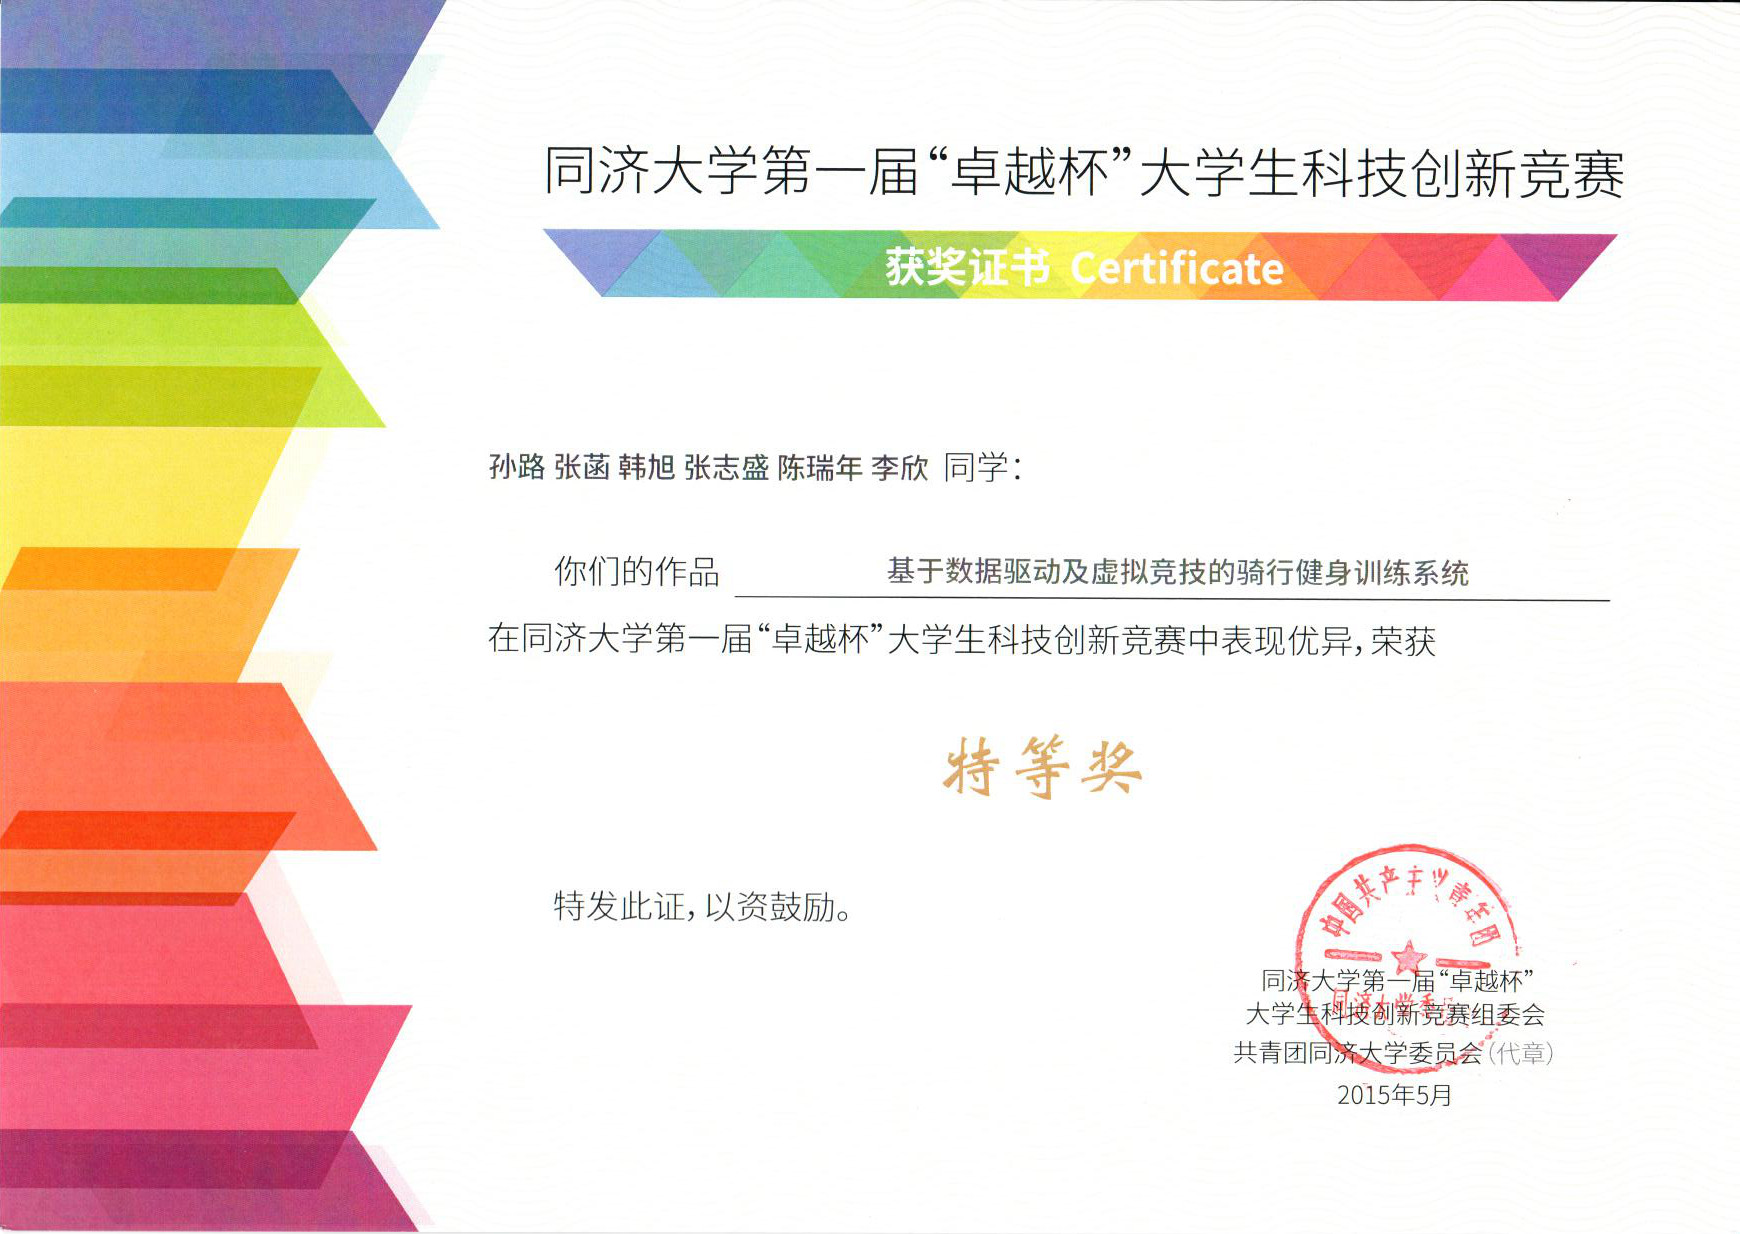 同济大学第一届“卓越杯”大学生科技创新竞赛
获奖证书 Certificate
孙路 张菡 韩旭 张志盛 陈瑞年 李欣 同学：
你们的作品 基于数据驱动及虚拟竞技的骑行健身训练系统
在同济大学第一届“卓越杯”大学生科技创新竞赛中表现优异，荣获
特等奖
特发此证，以资鼓励。
中国共产主义青年团
同济大学委
同济大学第一届“卓越杯”
大学生科技创新竞赛组委会
共青团同济大学委员会（代章）
2015年5月